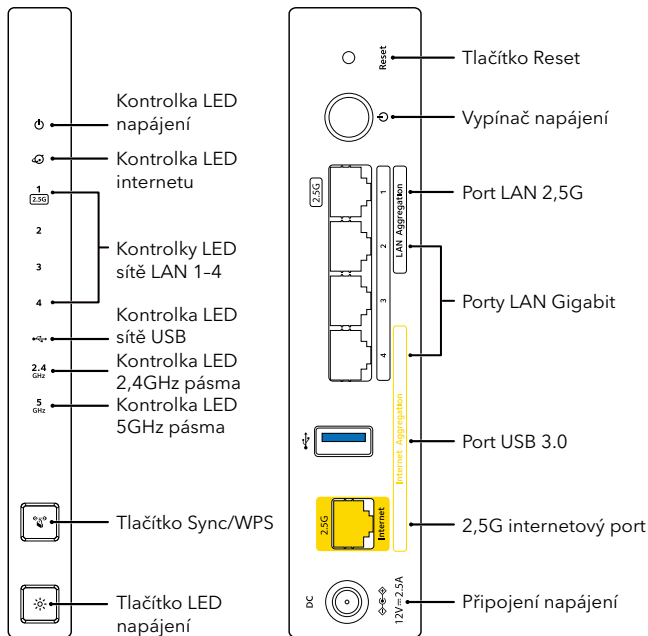 1
2.5G
2
3
4
2.4
GHz
5
GHz
Kontrolka LED
napájení
Kontrolka LED
internetu
Kontrolky LED
sítě LAN 1–4
Kontrolka LED
sítě USB
Kontrolka LED
2,4GHz pásma
Kontrolka LED
5GHz pásma
Tlačítko Sync/WPS
Tlačítko LED
napájení
Reset
2.5G
1
2
3
4
LAN Aggregation
Internet Aggregation
2.5G
Internet
DC
12V⎓2.5A
Tlačítko Reset
Vypínač napájení
Port LAN 2,5G
Porty LAN Gigabit
Port USB 3.0
2,5G internetový port
Připojení napájení